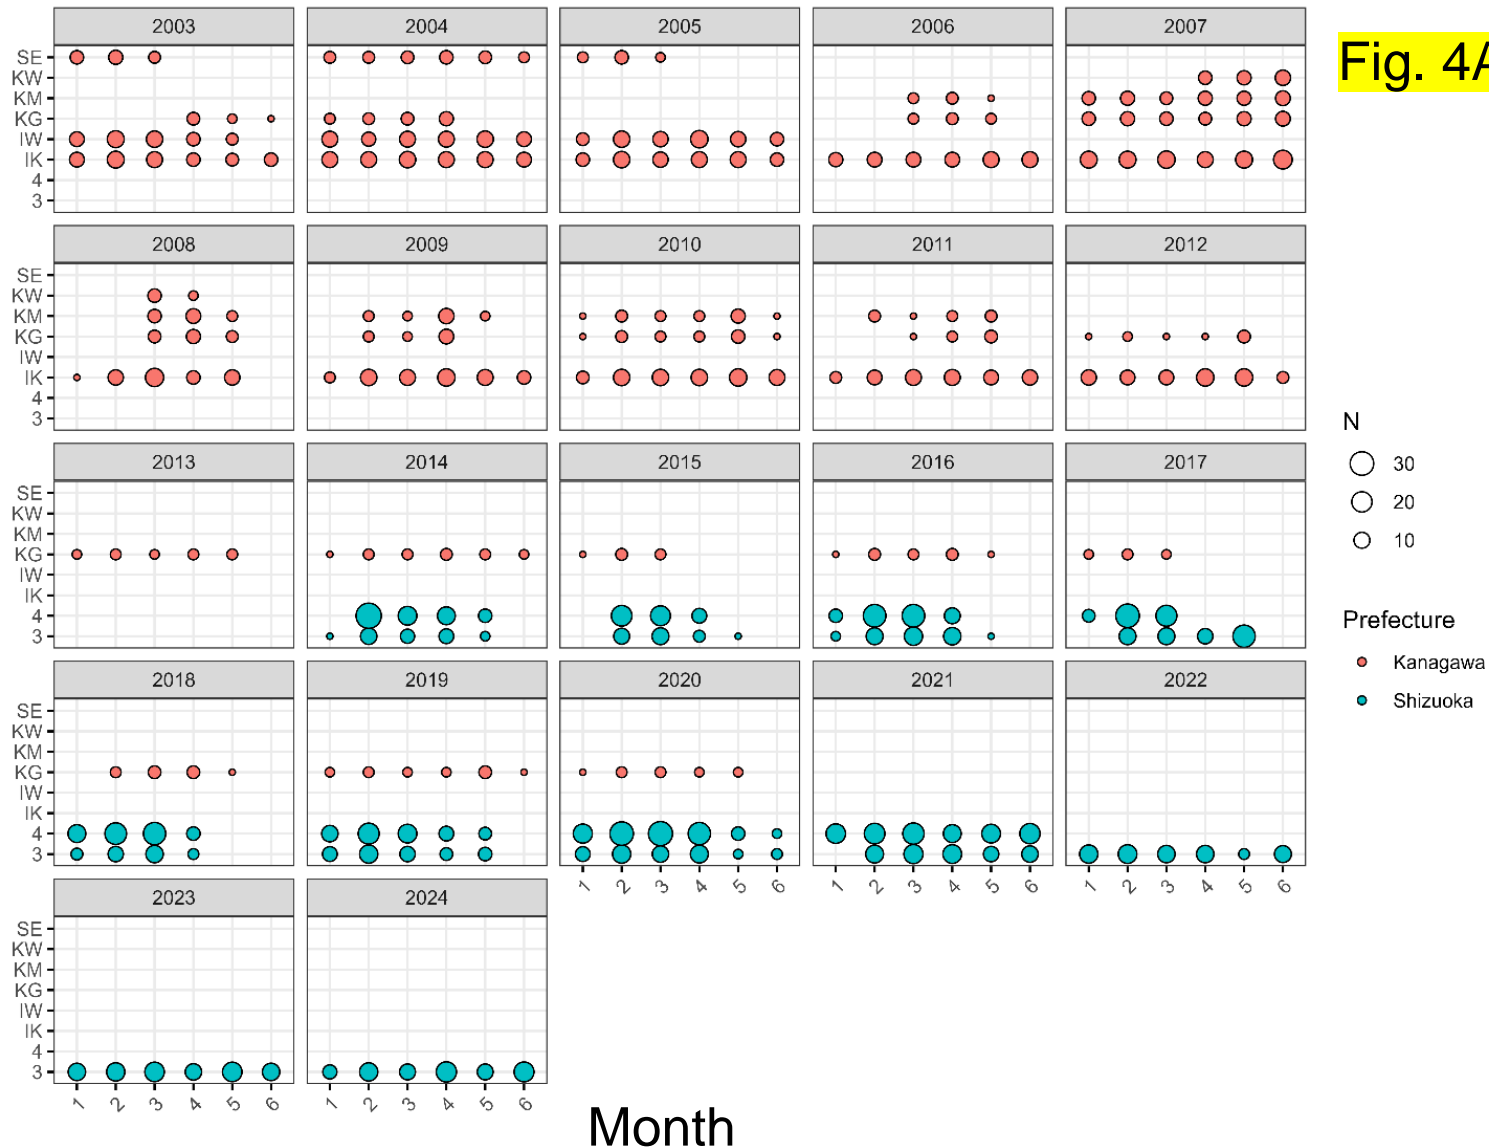 2003 2004 2005 2006 2007
Fig. 4A
SE
KW
KM
KG
IW
IK
4
3
2008 2009 2010 2011 2012
SE
KW
KM
KG
IW
IK
4
3
2013 2014 2015 2016 2017
SE
KW
KM
KG
IW
IK
4
3
N
30
20
10
Prefecture
Kanagawa
Shizuoka
2018 2019 2020 2021 2022
SE
KW
KM
KG
IW
IK
4
3
1 2 3 4 5 6 1 2 3 4 5 6 1 2 3 4 5 6
2023 2024
SE
KW
KM
KG
IW
IK
4
3
1 2 3 4 5 6 1 2 3 4 5 6
Month